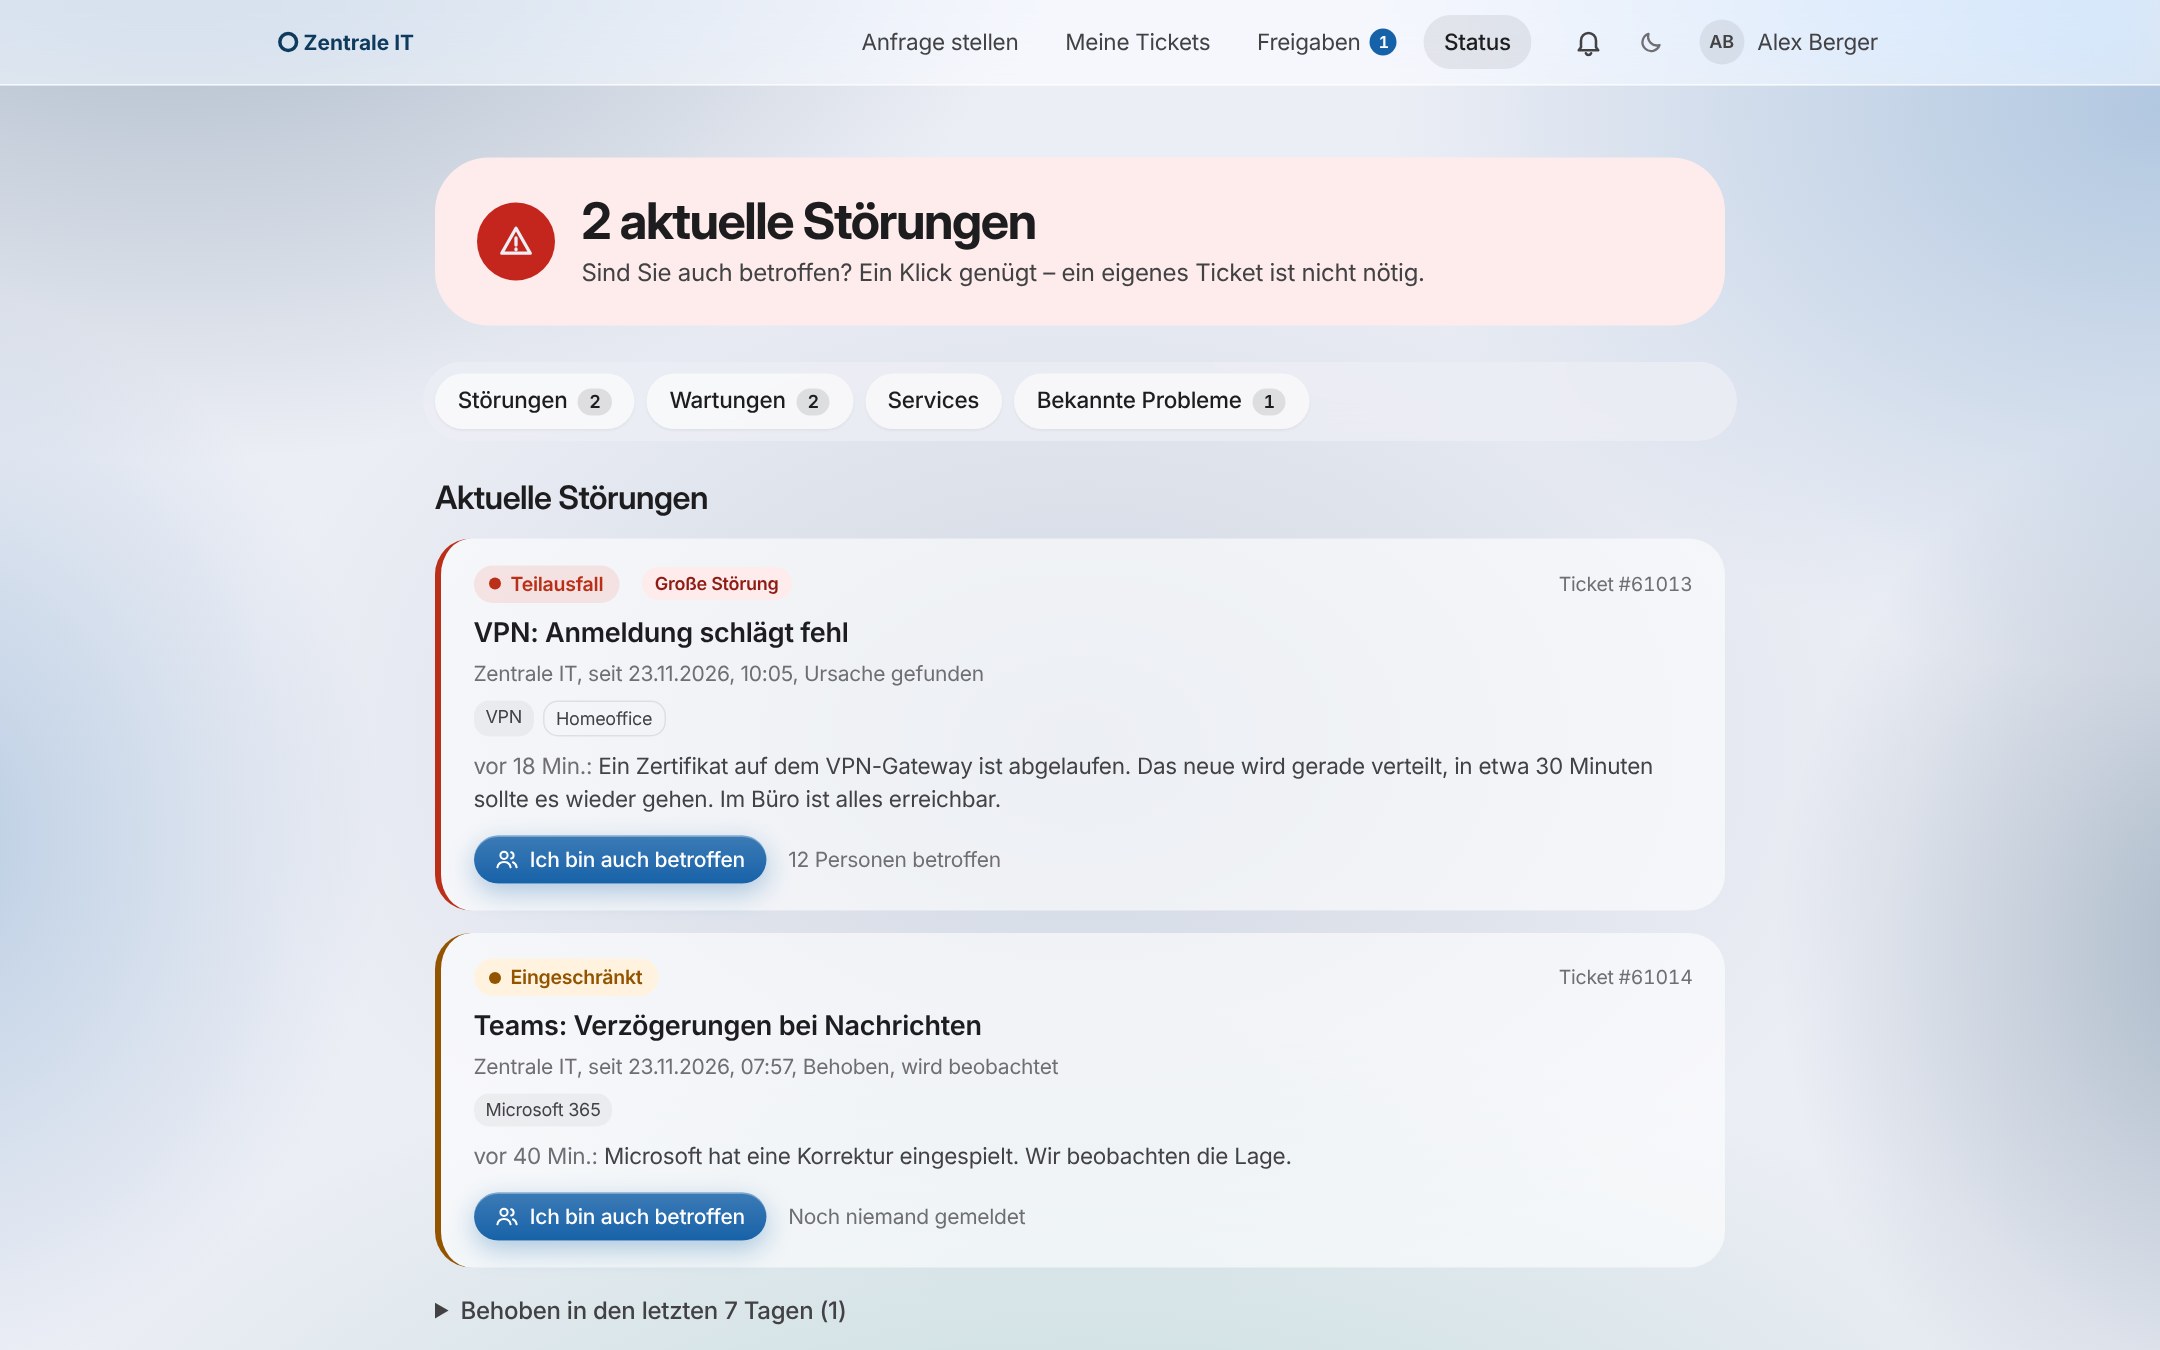 Zentrale IT
Anfrage stellen
Meine Tickets
Freigaben 1
Status
AB Alex Berger
2 aktuelle Störungen
Sind Sie auch betroffen? Ein Klick genügt – ein eigenes Ticket ist nicht nötig.
Störungen 2
Wartungen 2
Services
Bekannte Probleme 1
Aktuelle Störungen
Teilausfall
Große Störung
Ticket #61013
VPN: Anmeldung schlägt fehl
Zentrale IT, seit 23.11.2026, 10:05, Ursache gefunden
VPN
Homeoffice
vor 18 Min.: Ein Zertifikat auf dem VPN-Gateway ist abgelaufen. Das neue wird gerade verteilt, in etwa 30 Minuten
sollte es wieder gehen. Im Büro ist alles erreichbar.
Ich bin auch betroffen
12 Personen betroffen
Eingeschränkt
Ticket #61014
Teams: Verzögerungen bei Nachrichten
Zentrale IT, seit 23.11.2026, 07:57, Behoben, wird beobachtet
Microsoft 365
vor 40 Min.: Microsoft hat eine Korrektur eingespielt. Wir beobachten die Lage.
Ich bin auch betroffen
Noch niemand gemeldet
Behoben in den letzten 7 Tagen (1)